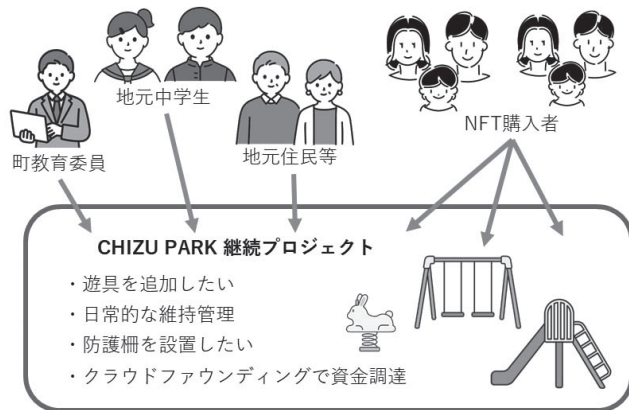 地元中学生
NFT購入者
地元住民等
町教育委員
CHIZU PARK 継続プロジェクト
・遊具を追加したい
・日常的な維持管理
・防護柵を設置したい
・クラウドファウンディングで資金調達